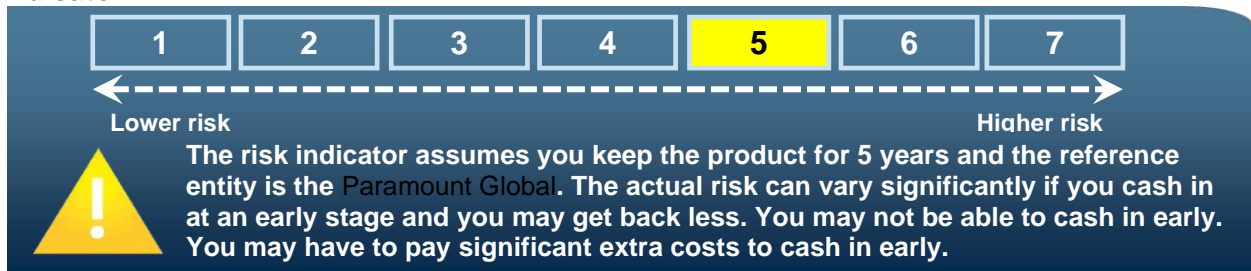 1 2 3 4 5 6 7
Lower risk Higher risk
The risk indicator assumes you keep the product for 5 years and the reference
entity is the Paramount Global. The actual risk can vary significantly if you cash in
at an early stage and you may get back less. You may not be able to cash in early.
You may have to pay significant extra costs to cash in early.